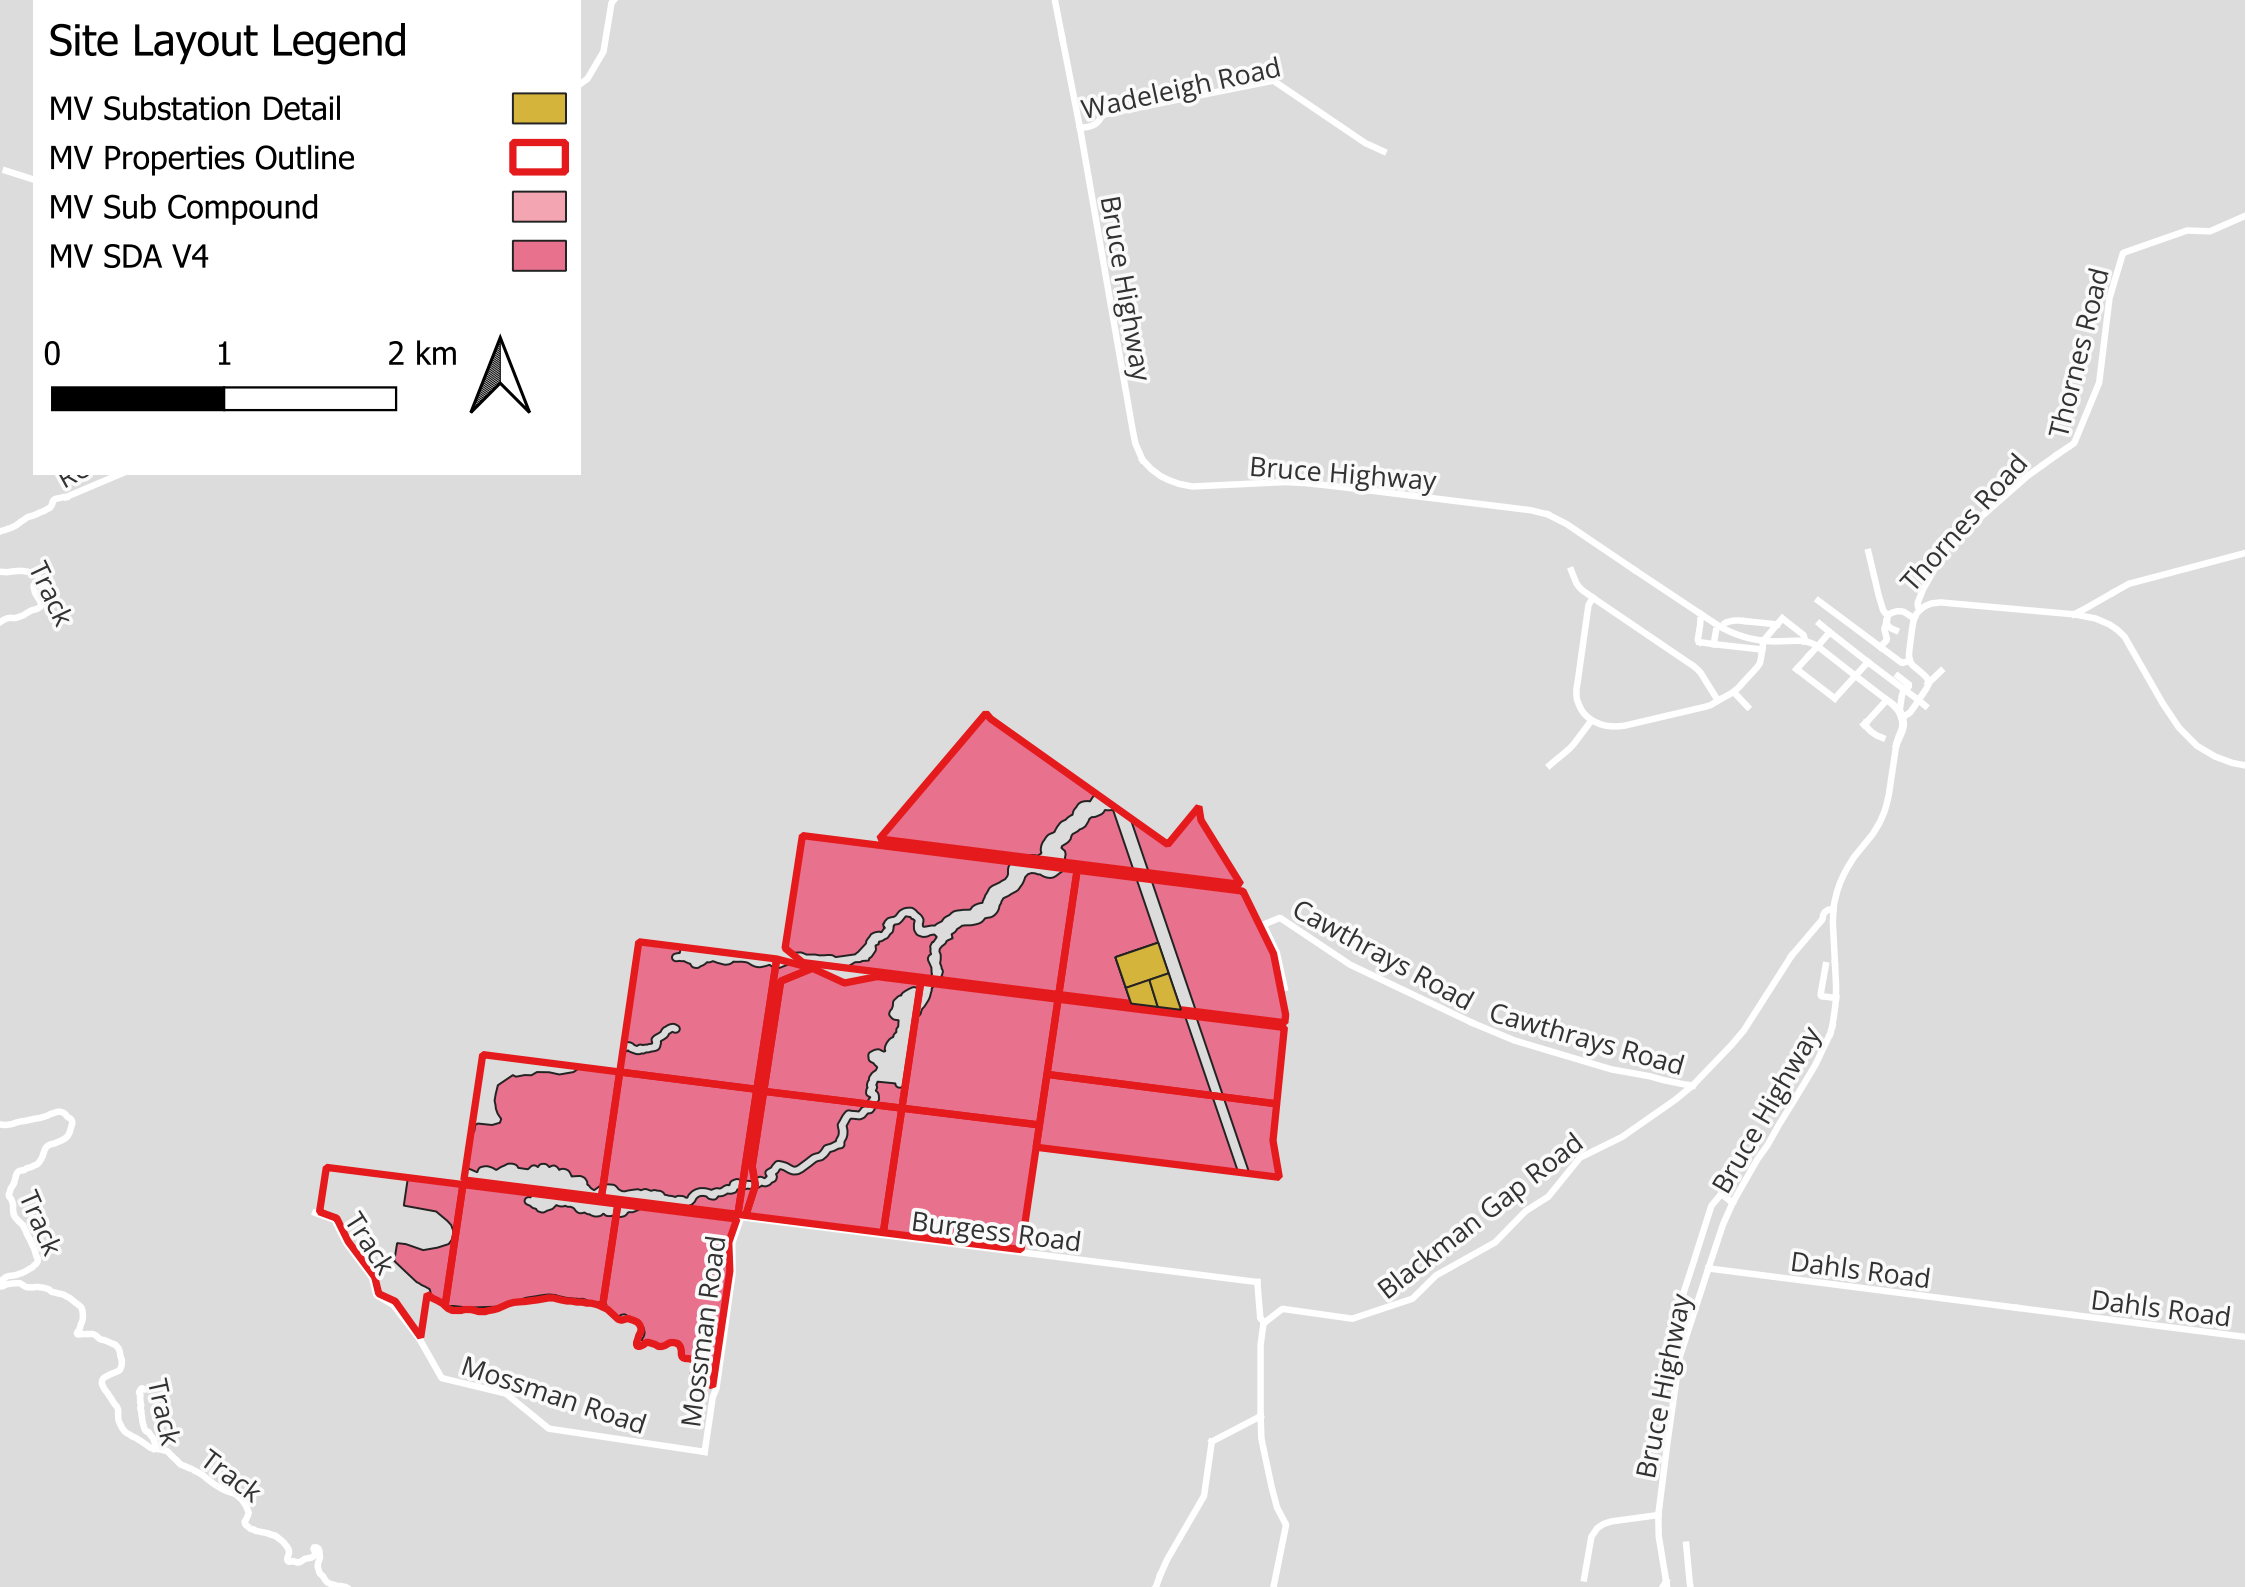 Site Layout Legend
MV Substation Detail
MV Properties Outline
MV Sub Compound
MV SDA V4
0 1 2 km
Wadeleigh Road
Bruce Highway
Bruce Highway
Thornes Road
Thornes Road
Track
Cawthrays Road
Cawthrays Road
Bruce Highway
Blackman Gap Road
Burgess Road
Track
Track
Mossman Road
Mossman Road
Dahls Road
Dahls Road
Bruce Highway
Track
Track